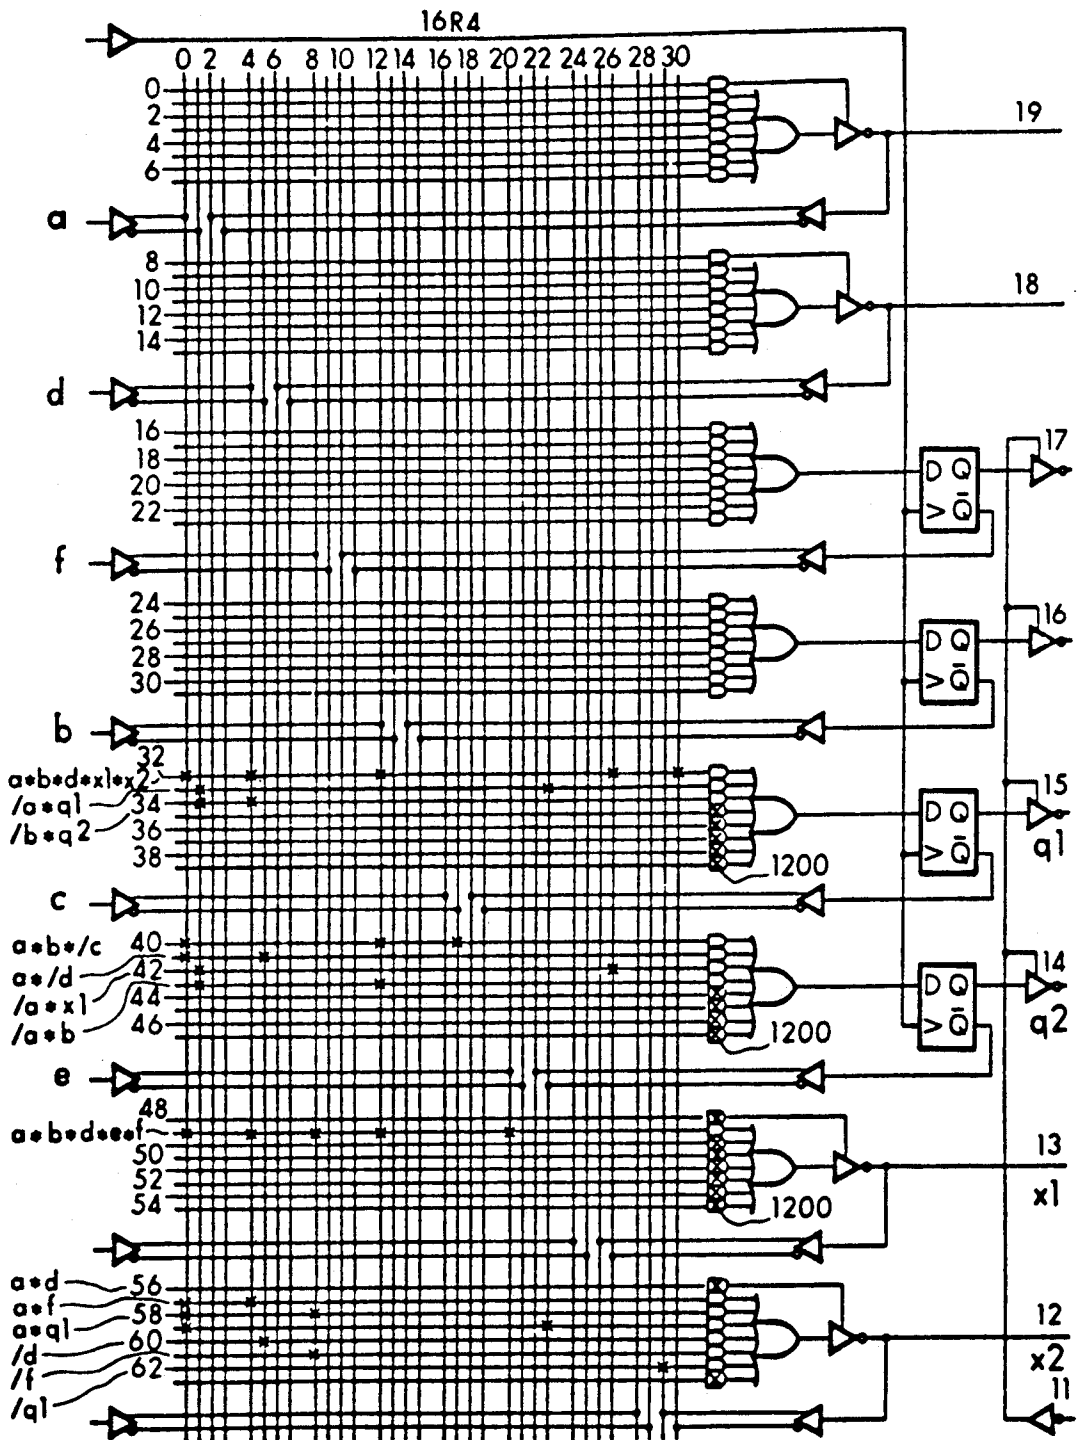 16R4
0 2 4 6 8 10 12 14 16 18 20 22 24 26 28 30
0
2
4
6
19
a
8
10
12
14
18
d
16
18
20
22
D Q
> Q̅
17
f
24
26
28
30
D Q
> Q̅
16
b
32
a*b*d*x1*x2
/a*q1
34
/b*q2
36
38
1200
D Q
> Q̅
15
q1
c
a*b*/c
40
a*/d
42
/a*x1
44
/a*b
46
1200
D Q
> Q̅
14
q2
e
48
a*b*d*e*f
50
52
54
1200
13
x1
a*d
56
a*f
58
a*q1
60
/d
62
/f
/q1
12
x2
11